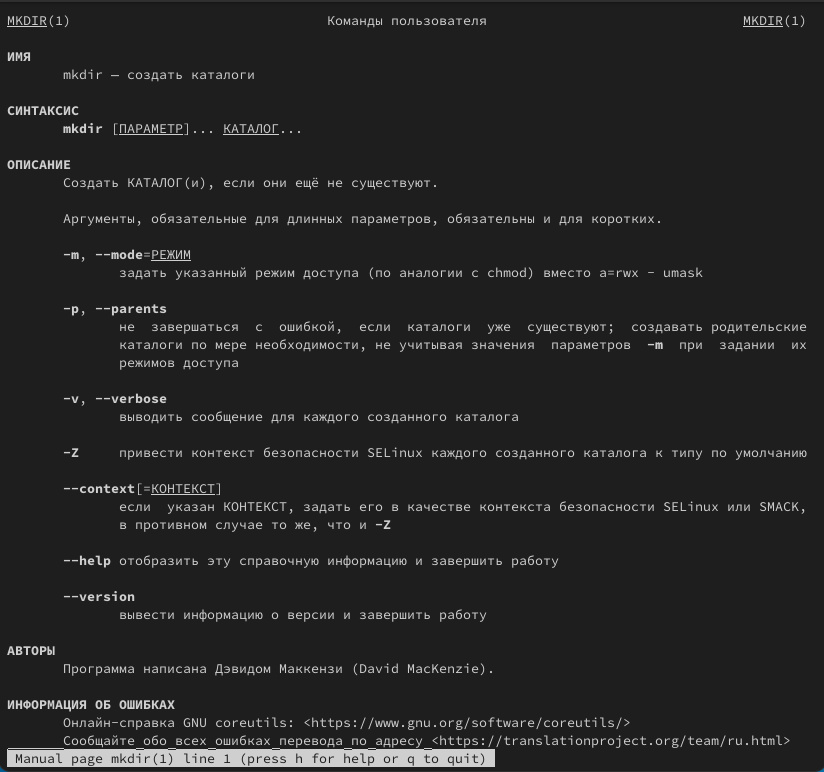 MKDIR(1) Команды пользователя MKDIR(1)
ИМЯ
mkdir — создать каталоги
СИНТАКСИС
mkdir [ПАРАМЕТР]... КАТАЛОГ...
ОПИСАНИЕ
Создать КАТАЛОГ(и), если они ещё не существуют.
Аргументы, обязательные для длинных параметров, обязательны и для коротких.
-m, --mode=РЕЖИМ
задать указанный режим доступа (по аналогии с chmod) вместо a=rwx - umask
-p, --parents
не завершаться с ошибкой, если каталоги уже существуют; создавать родительские
каталоги по мере необходимости, не учитывая значения параметров -m при задании их
режимов доступа
-v, --verbose
выводить сообщение для каждого созданного каталога
-Z привести контекст безопасности SELinux каждого созданного каталога к типу по умолчанию
--context[=КОНТЕКСТ]
если указан КОНТЕКСТ, задать его в качестве контекста безопасности SELinux или SMACK,
в противном случае то же, что и -Z
--help отобразить эту справочную информацию и завершить работу
--version
вывести информацию о версии и завершить работу
АВТОРЫ
Программа написана Дэвидом Маккензи (David MacKenzie).
ИНФОРМАЦИЯ ОБ ОШИБКАХ
Онлайн-справка GNU coreutils: <https://www.gnu.org/software/coreutils/>
Сообщайте обо всех ошибках перевода по адресу <https://translationproject.org/team/ru.html>
Manual page mkdir(1) line 1 (press h for help or q to quit)